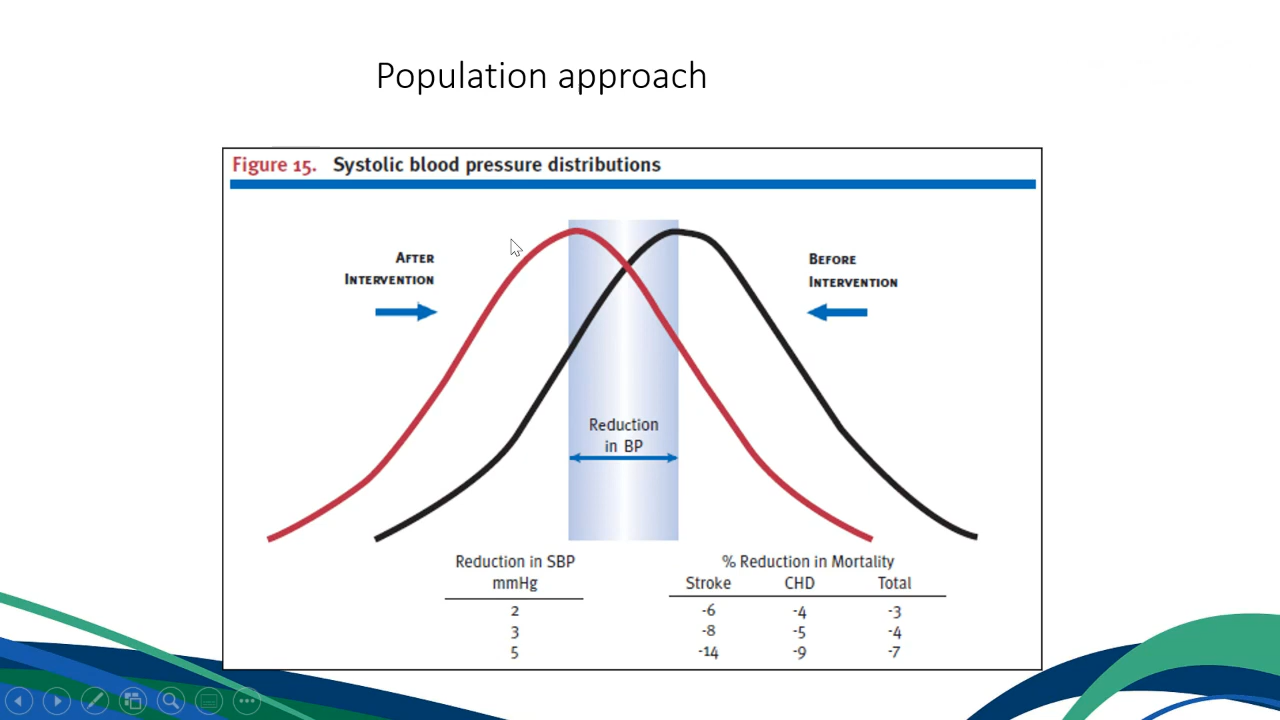 Population approach
Figure 15. Systolic blood pressure distributions
AFTER
INTERVENTION
BEFORE
INTERVENTION
Reduction
in BP
Reduction in SBP
mmHg
% Reduction in Mortality
Stroke CHD Total
2 -6 -4 -3
3 -8 -5 -4
5 -14 -9 -7